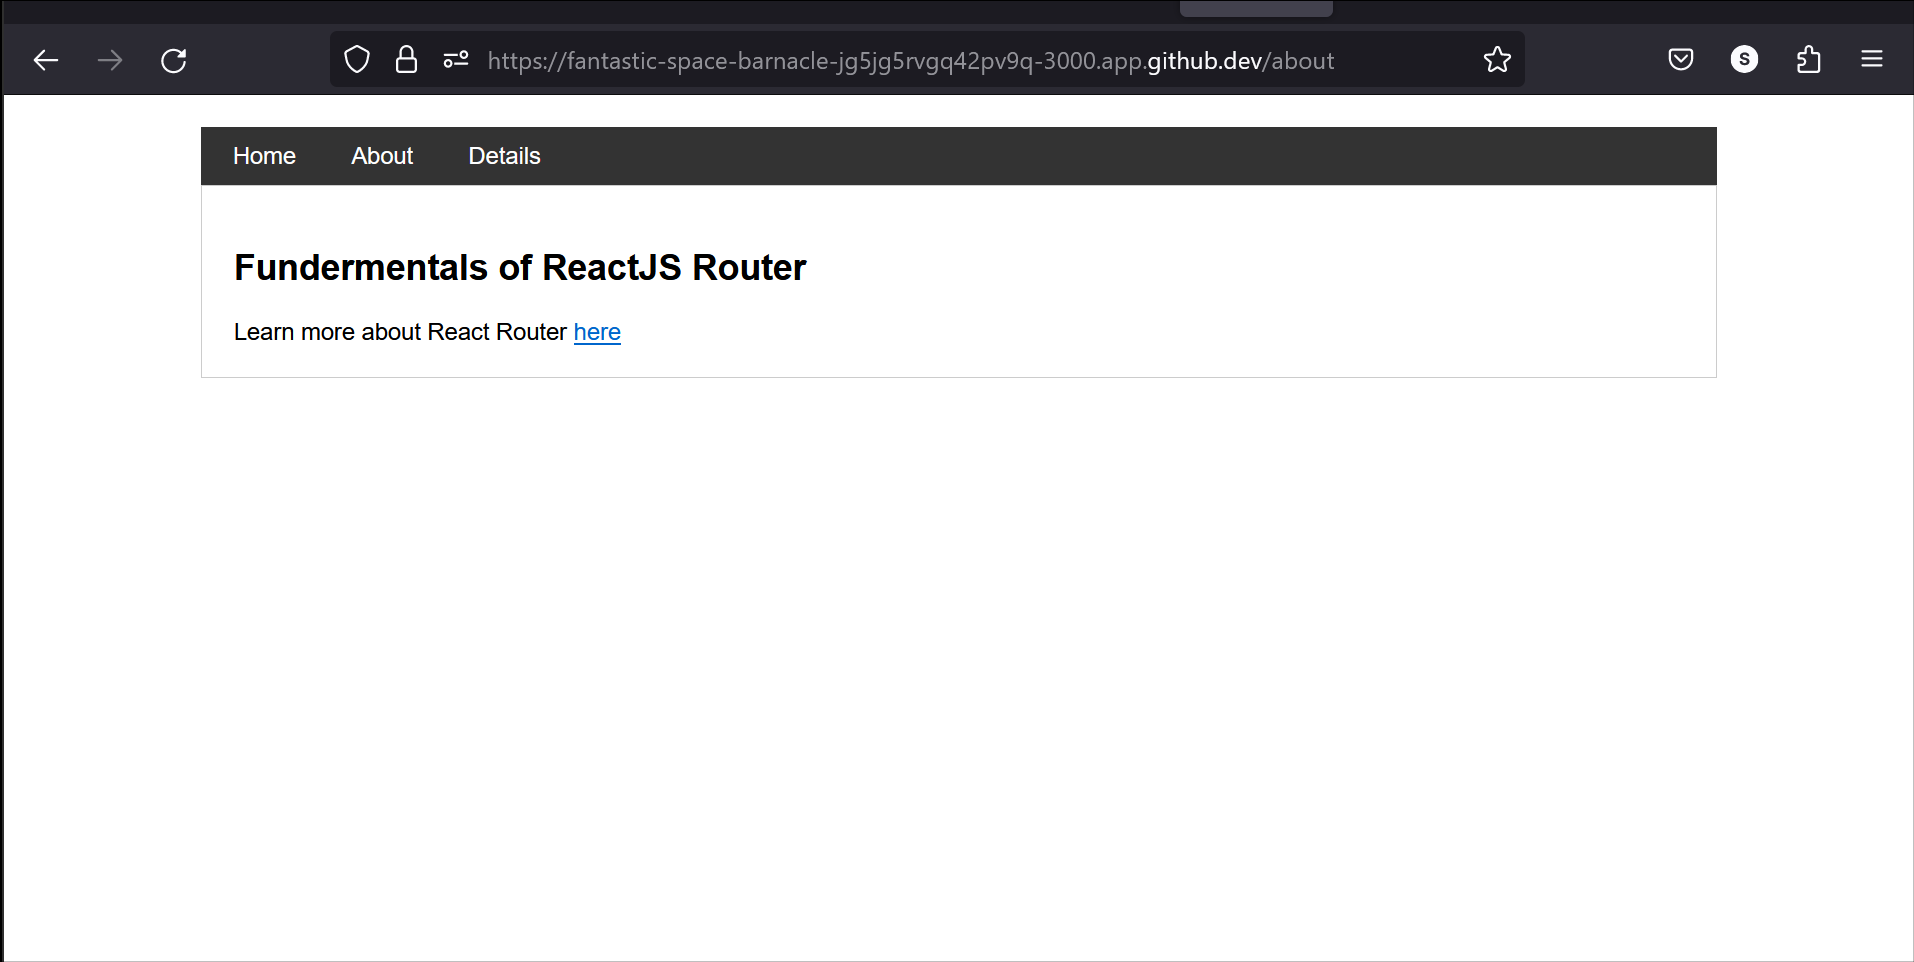 https://fantastic-space-barnacle-jg5jg5rvgq42pv9q-3000.app.github.dev/about
S
Home About Details
Fundermentals of ReactJS Router
Learn more about React Router here